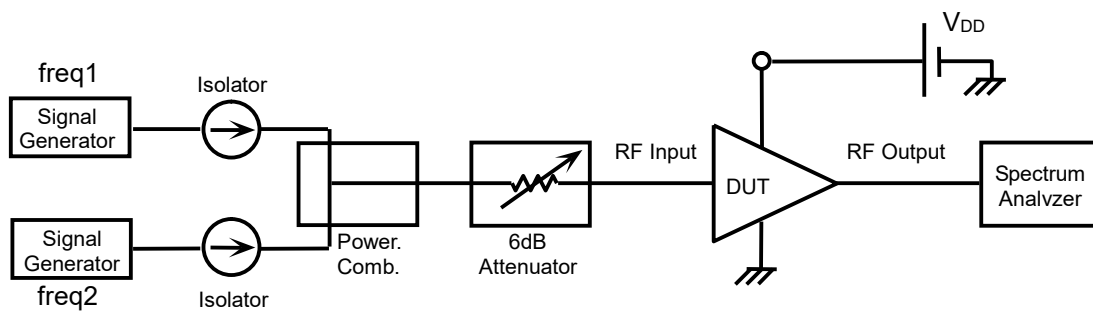 freq1
Signal
Generator
Isolator
VDD
RF Input
RF Output
DUT
Spectrum
Analvzer
Signal
Generator
freq2
Isolator
Power.
Comb.
6dB
Attenuator